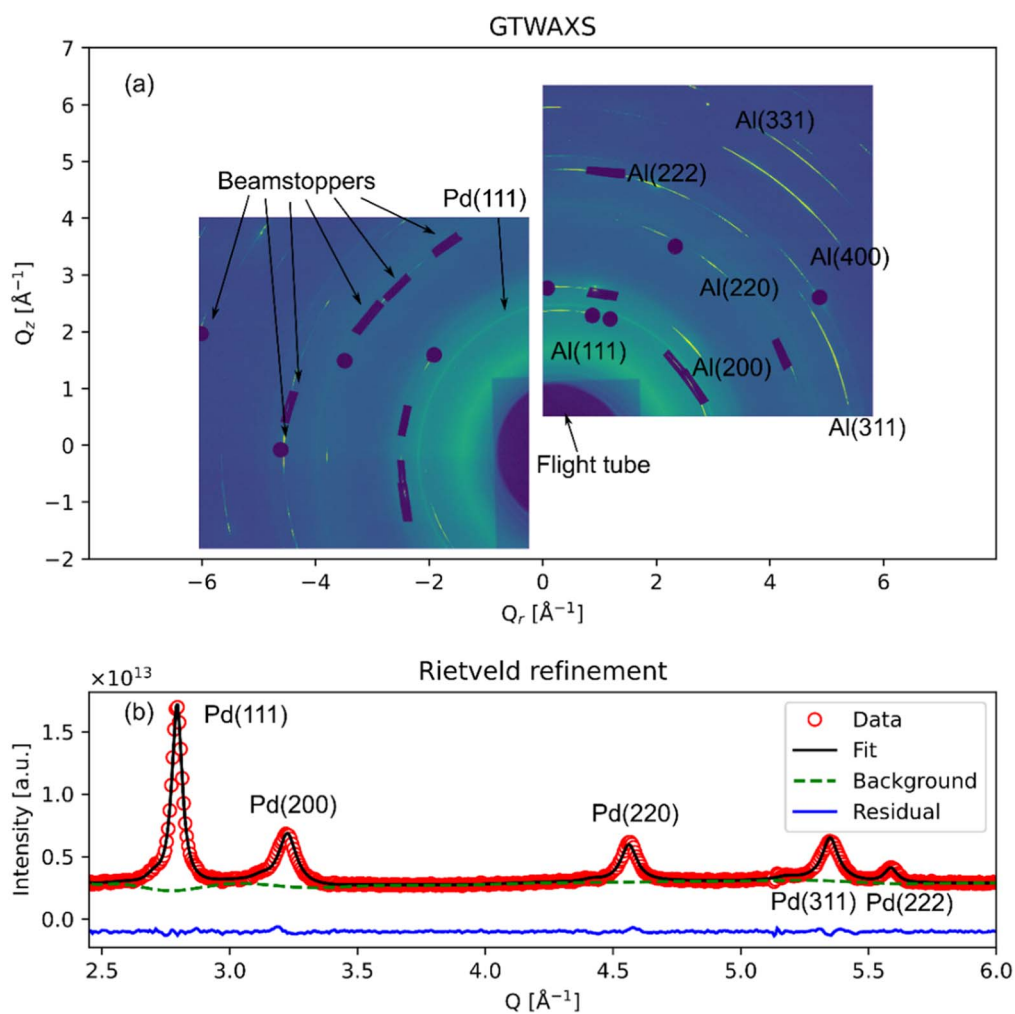 GTWAXS
(a)
7
6
5
4
3
2
1
0
−1
−2
Qz [Å⁻¹]
Beamstoppers
Pd(111)
Al(331)
Al(222)
Al(400)
Al(220)
Al(111)
Al(200)
Al(311)
Flight tube
−6 −4 −2 0 2 4 6
Qr [Å⁻¹]
Rietveld refinement
×10¹³
(b)
Pd(111)
Pd(200)
Pd(220)
Pd(311) Pd(222)
Data
Fit
Background
Residual
1.5
1.0
0.5
0.0
Intensity [a.u.]
2.5 3.0 3.5 4.0 4.5 5.0 5.5 6.0
Q [Å⁻¹]